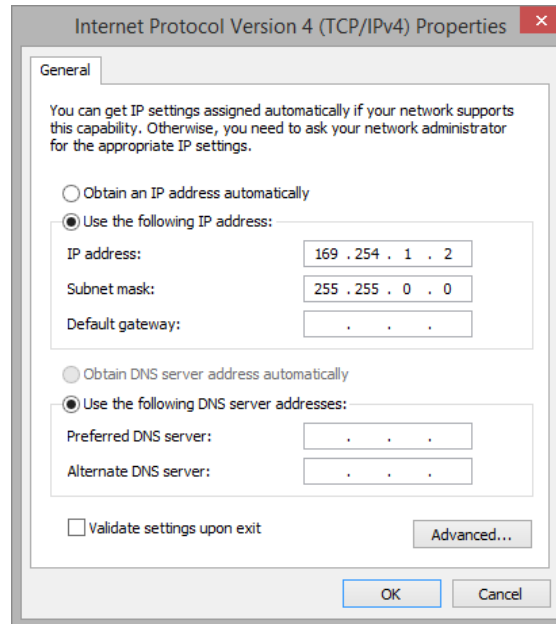 Internet Protocol Version 4 (TCP/IPv4) Properties
General
You can get IP settings assigned automatically if your network supports
this capability. Otherwise, you need to ask your network administrator
for the appropriate IP settings.
Obtain an IP address automatically
Use the following IP address:
IP address: 169 . 254 . 1 . 2
Subnet mask: 255 . 255 . 0 . 0
Default gateway: . . .
Obtain DNS server address automatically
Use the following DNS server addresses:
Preferred DNS server: . . .
Alternate DNS server: . . .
Validate settings upon exit
Advanced...
OK Cancel